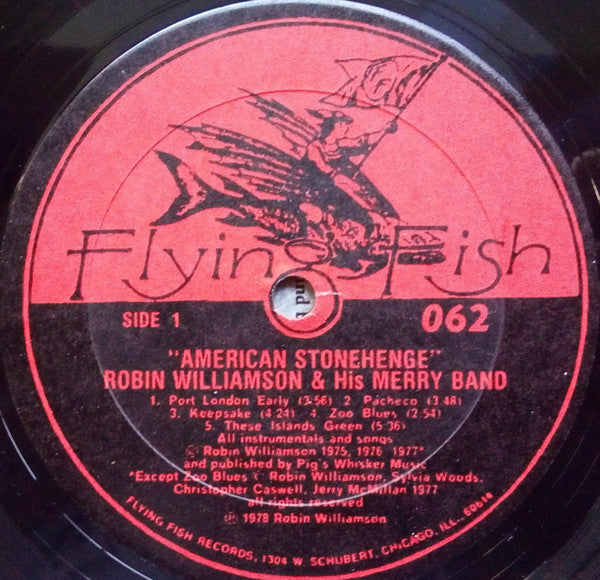 Flying Fish
SIDE 1
062
"AMERICAN STONEHENGE"
ROBIN WILLIAMSON & His MERRY BAND
1. Port London Early (3:56) 2. Pacheco (3:48)
3. Keepsake (4:24) 4. Zoo Blues (2:54)
5. These Islands Green (5:36)
All instrumentals and songs
© Robin Williamson 1975, 1976 1977*
and published by Pig's Whisker Music
*Except Zoo Blues © Robin Williamson, Sylvia Woods,
Christopher Caswell, Jerry McMillan 1977
all rights reserved
℗ 1978 Robin Williamson
FLYING FISH RECORDS, 1304 W. SCHUBERT, CHICAGO, ILL., 60614